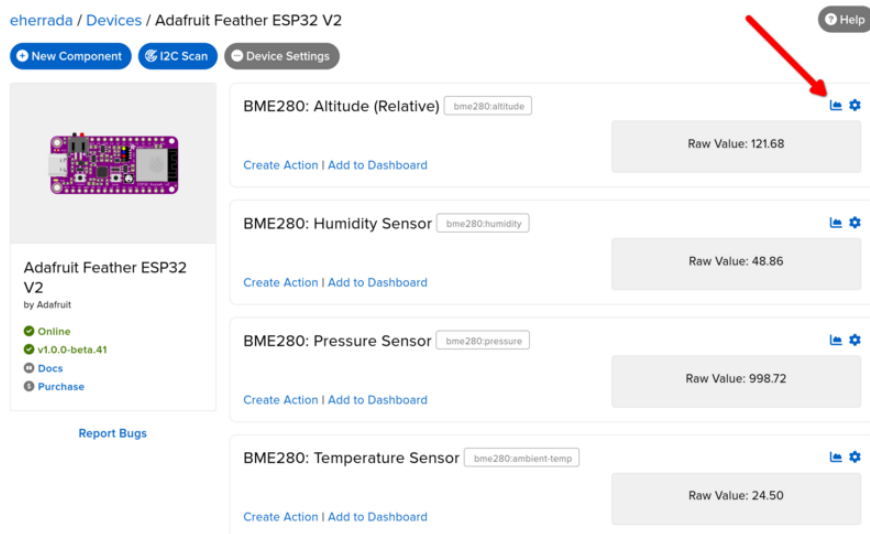 eherrada / Devices / Adafruit Feather ESP32 V2
Help
New Component
I2C Scan
Device Settings
Adafruit Feather ESP32
V2
by Adafruit
Online
v1.0.0-beta.41
Docs
Purchase
Report Bugs
BME280: Altitude (Relative) bme280:altitude
Raw Value: 121.68
Create Action | Add to Dashboard
BME280: Humidity Sensor bme280:humidity
Raw Value: 48.86
Create Action | Add to Dashboard
BME280: Pressure Sensor bme280:pressure
Raw Value: 998.72
Create Action | Add to Dashboard
BME280: Temperature Sensor bme280:ambient-temp
Raw Value: 24.50
Create Action | Add to Dashboard